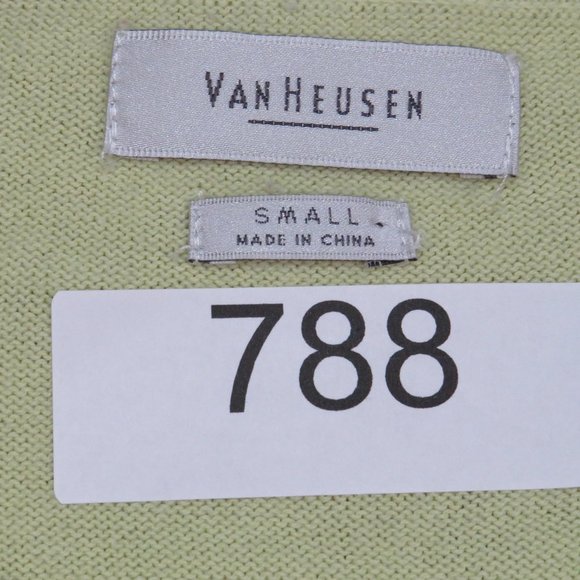 VAN HEUSEN
SMALL
MADE IN CHINA
788